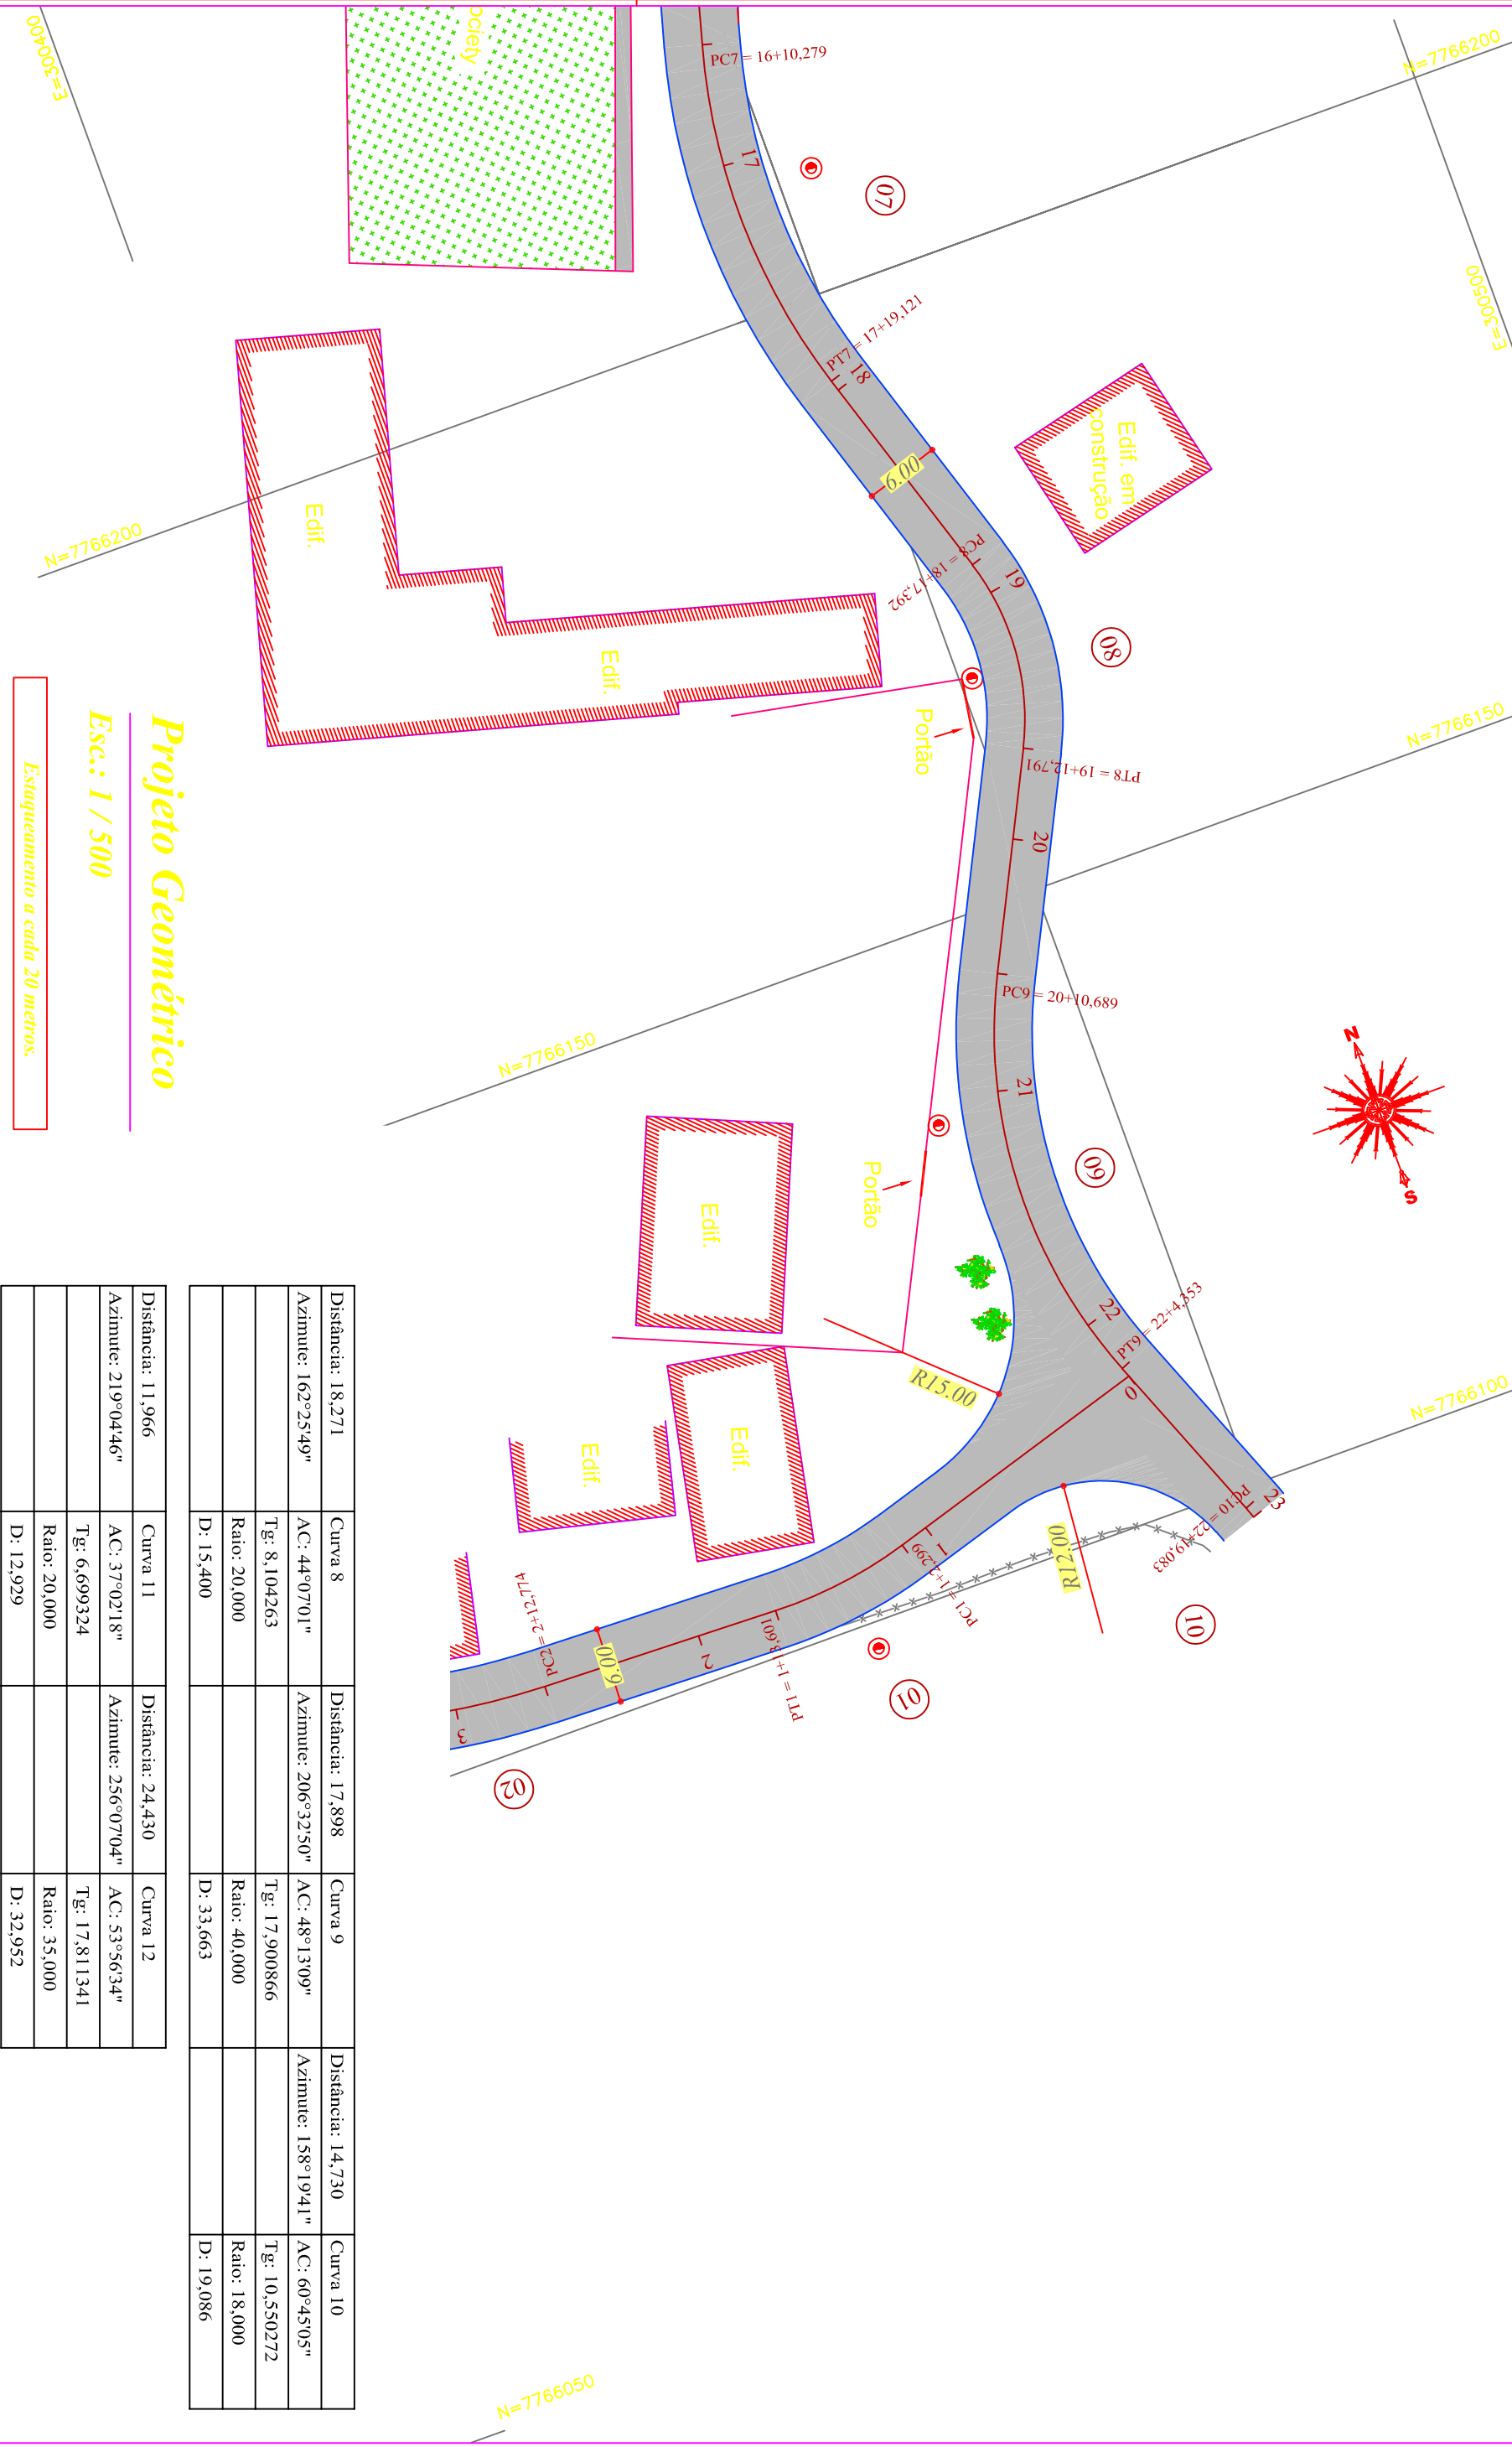 E=300400
ociety
N=7766200
E=300500
PC7 = 16+10,279
17
07
PT7 = 17+19,121
18
6.00
Edif. em
construção
PC8 = 18+17,392
19
08
Edif.
Edif.
N=7766200
N=7766150
Portão
PT8 = 19+12,791
20
PC9 = 20+10,689
21
09
N
S
N=7766150
Portão
Edif.
22
PT9 = 22+4,353
0
R15.00
N=7766100
Edif.
Edif.
23
PC10 = 22+19,083
R12.00
10
1
PC1 = 1+2,299
PT1 = 1+13,601
01
2
6.00
PC2 = 2+12,774
3
02
N=7766050
Projeto Geométrico
Esc.: 1 / 500
Estaqueamento a cada 20 metros.
Distância: 18,271 Curva 8 Distância: 17,898 Curva 9 Distância: 14,730 Curva 10
Azimute: 162°25'49" AC: 44°07'01" Azimute: 206°32'50" AC: 48°13'09" Azimute: 158°19'41" AC: 60°45'05"
Tg: 8,104263 Tg: 17,900866 Tg: 10,550272
Raio: 20,000 Raio: 40,000 Raio: 18,000
D: 15,400 D: 33,663 D: 19,086
Distância: 11,966 Curva 11 Distância: 24,430 Curva 12
Azimute: 219°04'46" AC: 37°02'18" Azimute: 256°07'04" AC: 53°56'34"
Tg: 6,699324 Tg: 17,811341
Raio: 20,000 Raio: 35,000
D: 12,929 D: 32,952